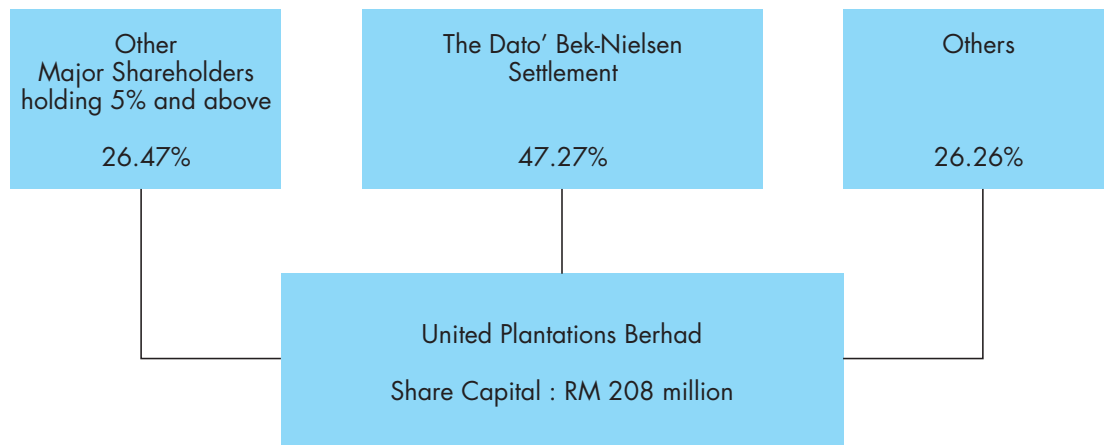 Other
Major Shareholders
holding 5% and above
26.47%
The Dato’ Bek-Nielsen
Settlement
47.27%
Others
26.26%
United Plantations Berhad
Share Capital : RM 208 million